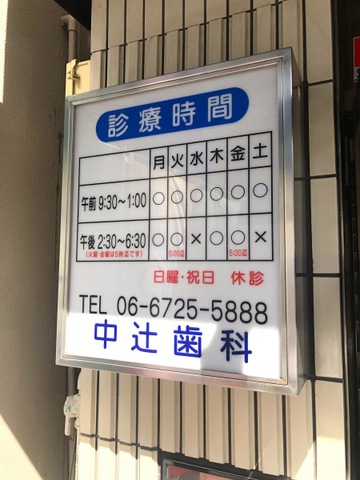 診療時間
月 火 水 木 金 土
午前 9:30～1:00 ○ ○ ○ ○ ○ ○
午後 2:30～6:30 ○ ○ × ○ ○ ×
(火曜・金曜は5時迄です) 5:00迄 5:00迄
日曜・祝日 休診
TEL 06-6725-5888
中辻歯科